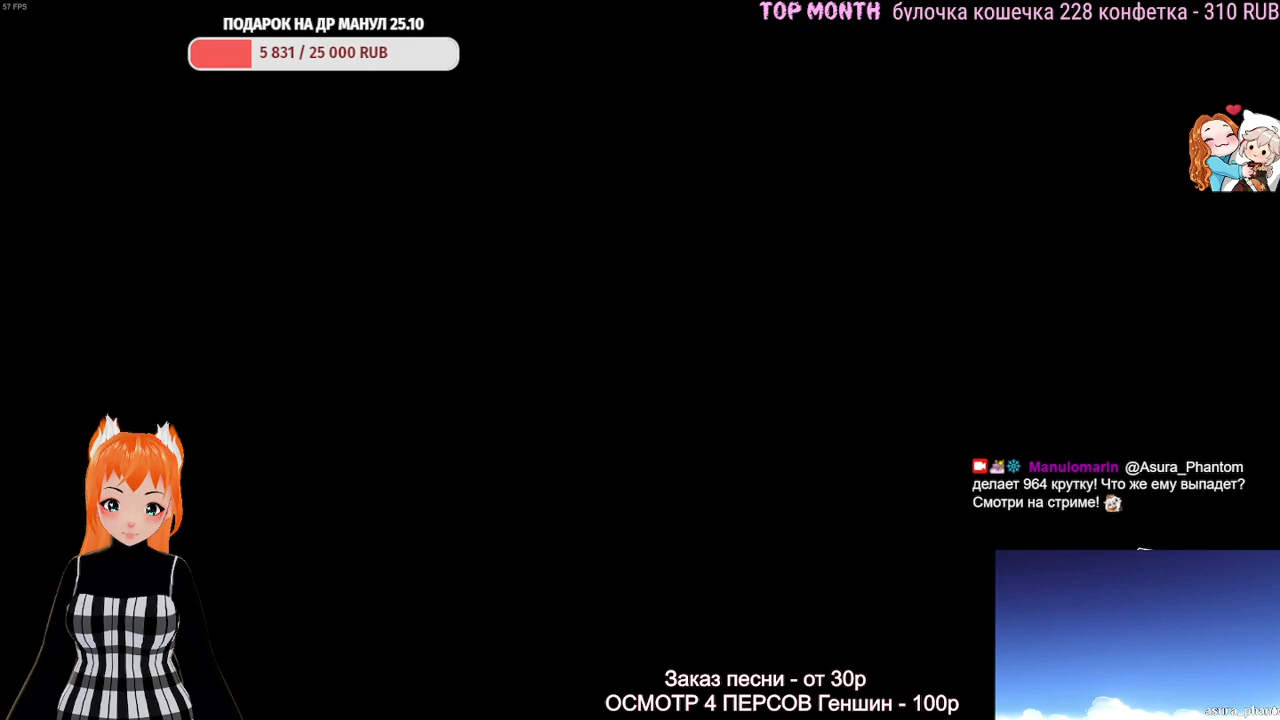 57 FPS
ПОДАРОК НА ДР МАНУЛ 25.10
5 831 / 25 000 RUB
TOP MONTH булочка кошечка 228 конфетка - 310 RUB
Manulomarin @Asura_Phantom
делает 964 крутку! Что же ему выпадет?
Смотри на стриме!
Заказ песни - от 30р
ОСМОТР 4 ПЕРСОВ Геншин - 100р
asura_phant